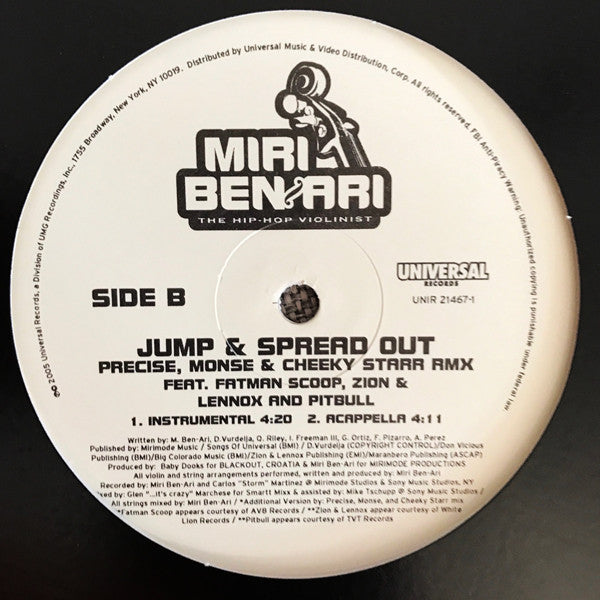 ℗© 2005 Universal Records, a Division of UMG Recordings, Inc., 1755 Broadway, New York, NY 10019. Distributed by Universal Music & Video Distribution, Corp. All rights reserved. FBI Anti-Piracy Warning: Unauthorized copying is punishable under federal law.
MIRI
BEN-ARI
THE HIP-HOP VIOLINIST
UNIVERSAL
RECORDS
SIDE B
UNIR 21467-1
JUMP & SPREAD OUT
PRECISE, MONSE & CHEEKY STARR RMX
FEAT. FATMAN SCOOP, ZION &
LENNOX AND PITBULL
1. INSTRUMENTAL 4:20 2. ACAPPELLA 4:11
Written by: M. Ben-Ari, D.Vurdelja, Q. Riley, I. Freeman III, G. Ortiz, F. Pizarro, A. Perez
Published by: Mirimode Music / Songs Of Universal (BMI) / D.Vurdelja (COPYRIGHT CONTROL)/Don Vicious
Publishing (BMI)/Big Colorado Music (BMI)/Zion & Lennox Publishing (EMI)/Maranbero Publishing (ASCAP)
Produced by: Baby Dooks for BLACKOUT, CROATIA & Miri Ben-Ari for MIRIMODE PRODUCTIONS
All violin and string arrangements performed, written and produced by: Miri Ben-Ari
Recorded by: Miri Ben-Ari and Carlos "Storm" Martinez @ Mirimode Studios & Sony Music Studios, NY
ixed by: Glen "...it's crazy" Marchese for Smartt Mixx & assisted by: Mike Tschupp @ Sony Music Studios /
All strings mixed by: Miri Ben-Ari / *Additional Version by: Precise, Monse, and Cheeky Starr mix
*Fatman Scoop appears courtesy of AV8 Records / **Zion & Lennox appear courtesy of White
Lion Records / **Pitbull appears courtesy of TVT Records